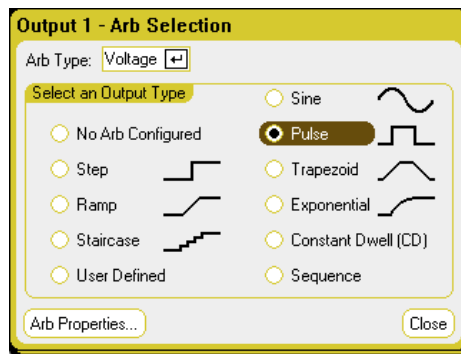 Output 1 - Arb Selection
Arb Type: Voltage
Select an Output Type
No Arb Configured
Step
Ramp
Staircase
User Defined
Sine
Pulse
Trapezoid
Exponential
Constant Dwell (CD)
Sequence
Arb Properties...
Close